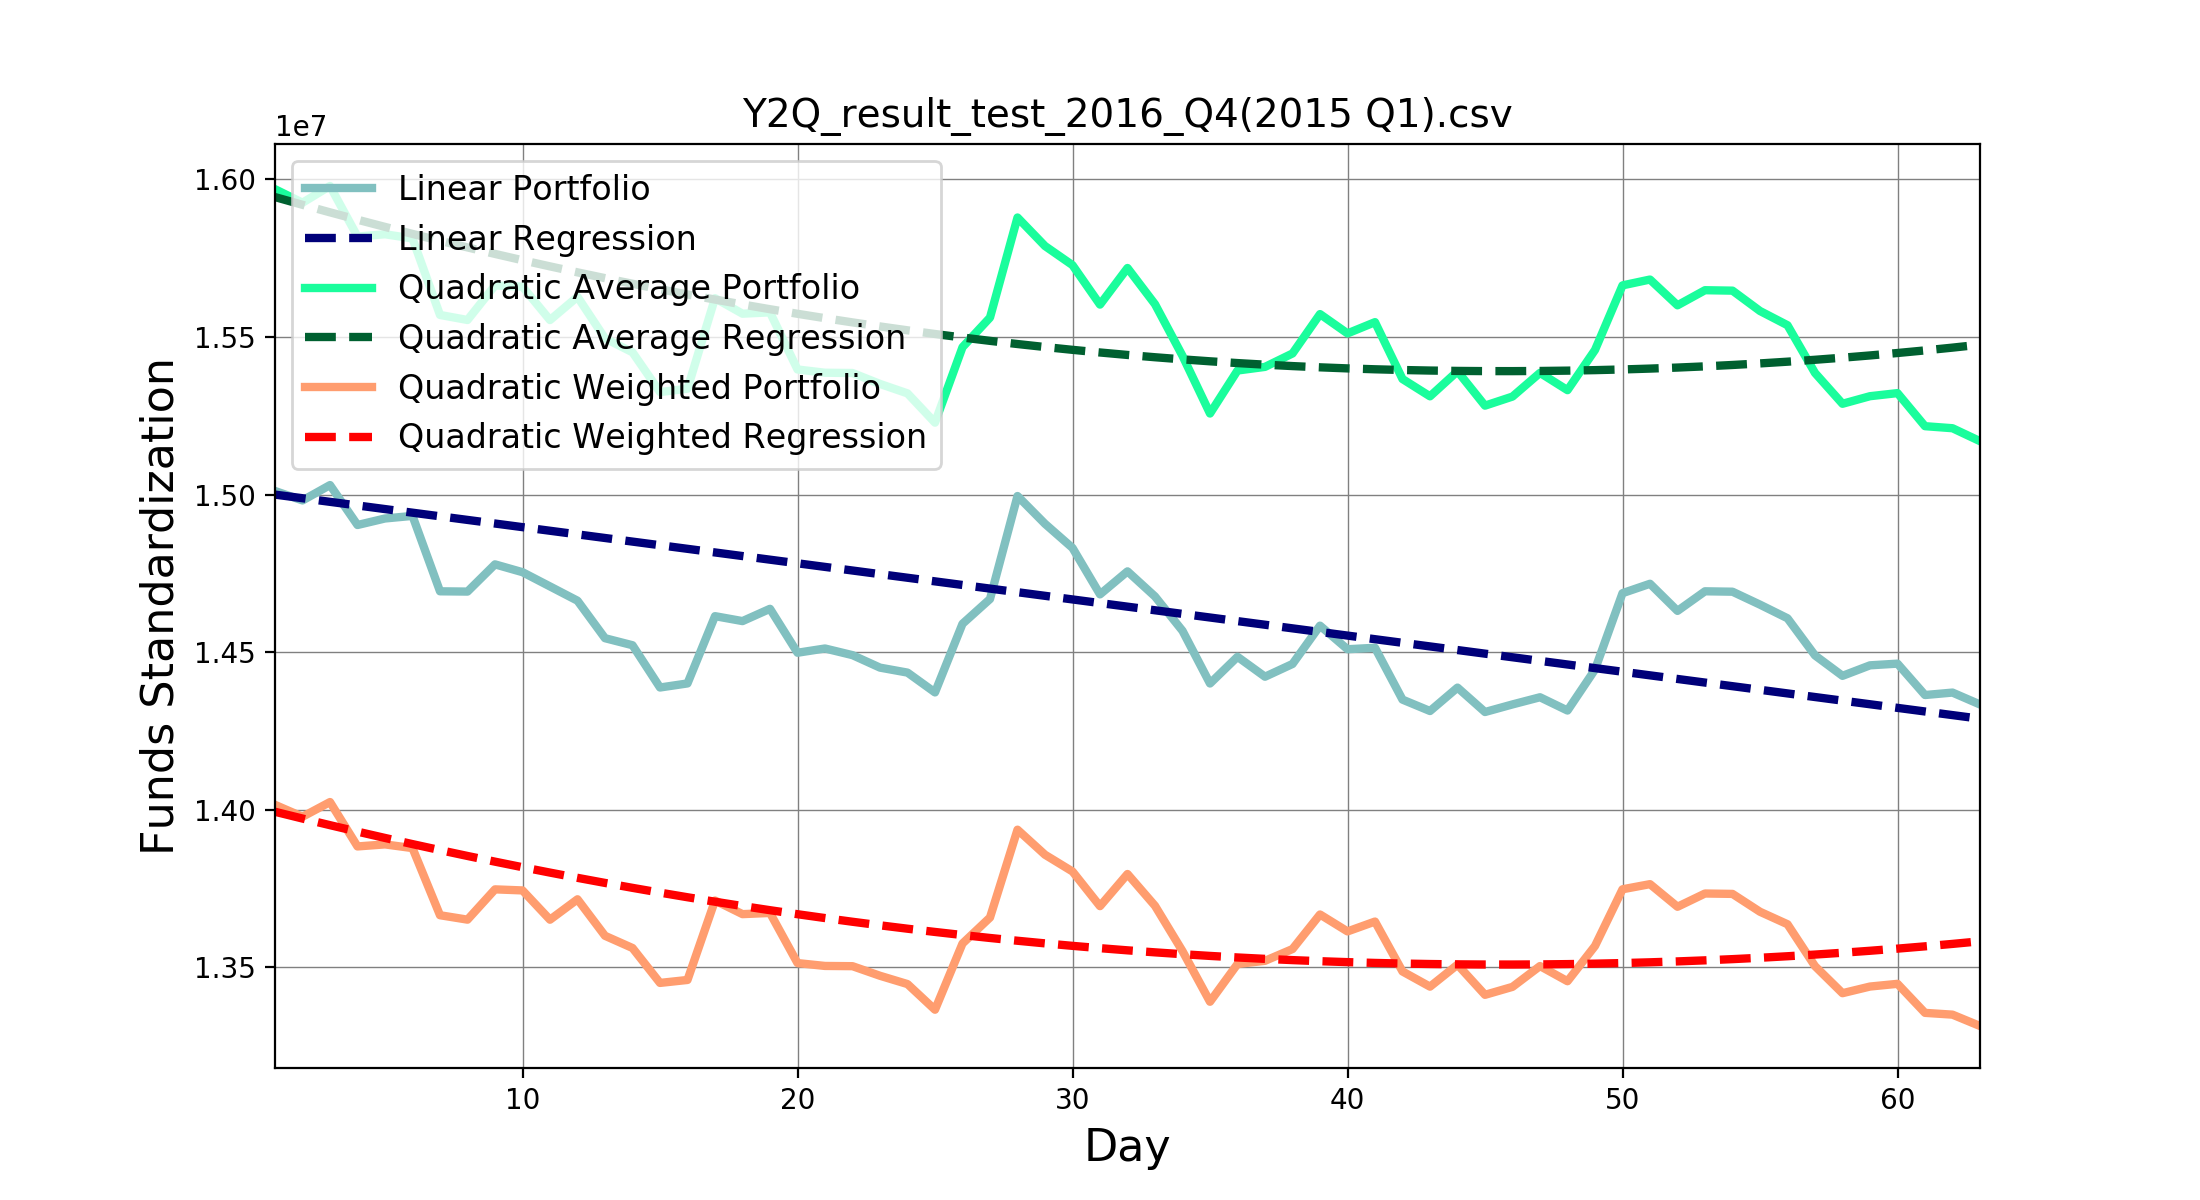 Y2Q_result_test_2016_Q4(2015 Q1).csv
1e7
1.60
1.55
1.50
1.45
1.40
1.35
Funds Standardization
Linear Portfolio
Linear Regression
Quadratic Average Portfolio
Quadratic Average Regression
Quadratic Weighted Portfolio
Quadratic Weighted Regression
10 20 30 40 50 60
Day